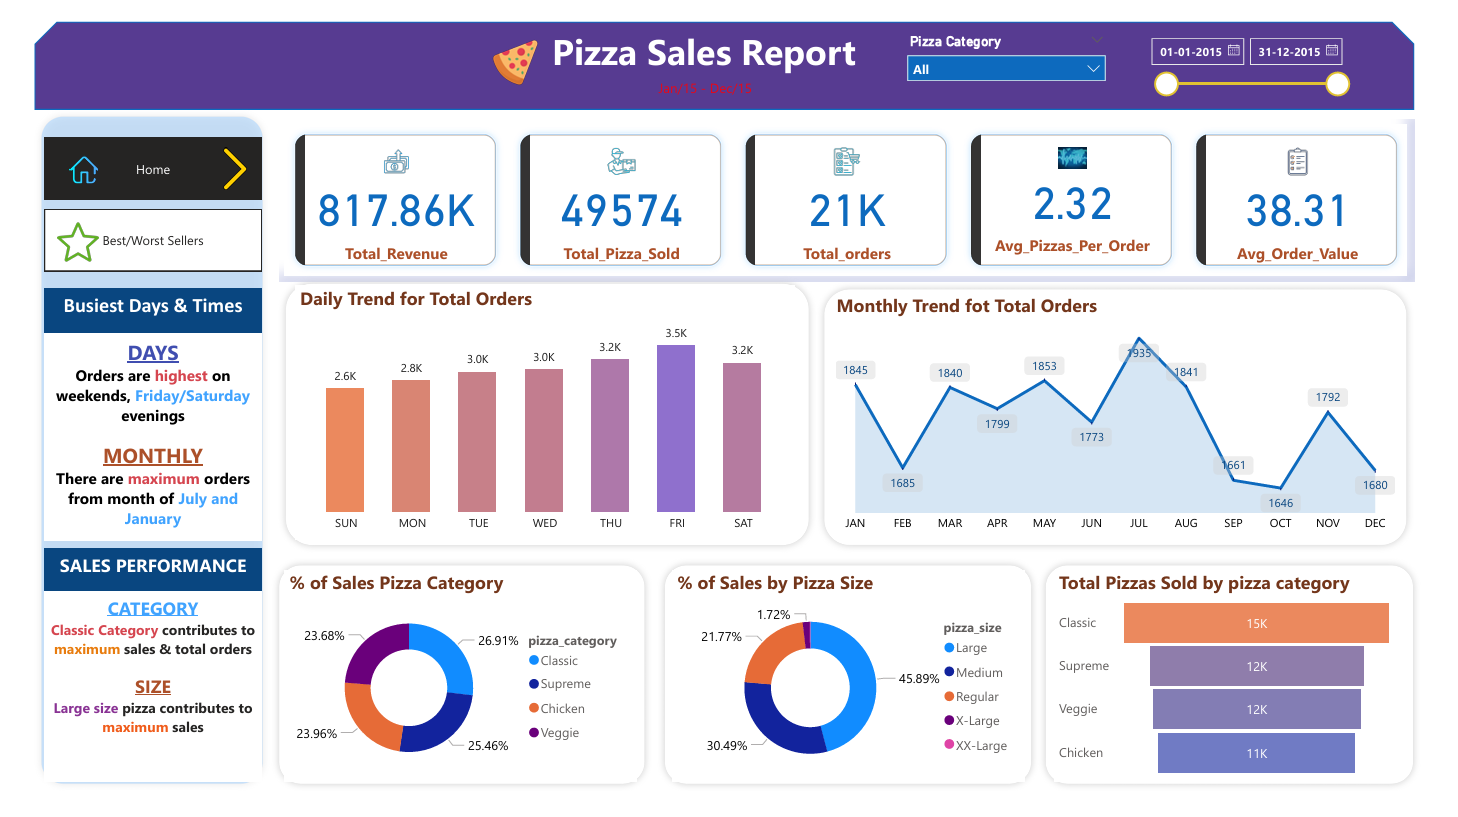 Pizza Sales Report
Jan/15 - Dec/15
Pizza Category
All
01-01-2015
31-12-2015
Home
Best/Worst Sellers
Busiest Days & Times
DAYS
Orders are highest on
weekends, Friday/Saturday
evenings
MONTHLY
There are maximum orders
from month of July and
January
SALES PERFORMANCE
CATEGORY
Classic Category contributes to
maximum sales & total orders
SIZE
Large size pizza contributes to
maximum sales
817.86K
Total_Revenue
49574
Total_Pizza_Sold
21K
Total_orders
2.32
Avg_Pizzas_Per_Order
38.31
Avg_Order_Value
Daily Trend for Total Orders
2.6K
2.8K
3.0K
3.0K
3.2K
3.5K
3.2K
SUN MON TUE WED THU FRI SAT
Monthly Trend fot Total Orders
1845
1685
1840
1799
1853
1773
1935
1841
1661
1646
1792
1680
JAN FEB MAR APR MAY JUN JUL AUG SEP OCT NOV DEC
% of Sales Pizza Category
26.91%
25.46%
23.96%
23.68%
pizza_category
Classic
Supreme
Chicken
Veggie
% of Sales by Pizza Size
45.89%
30.49%
21.77%
1.72%
pizza_size
Large
Medium
Regular
X-Large
XX-Large
Total Pizzas Sold by pizza category
Classic 15K
Supreme 12K
Veggie 12K
Chicken 11K